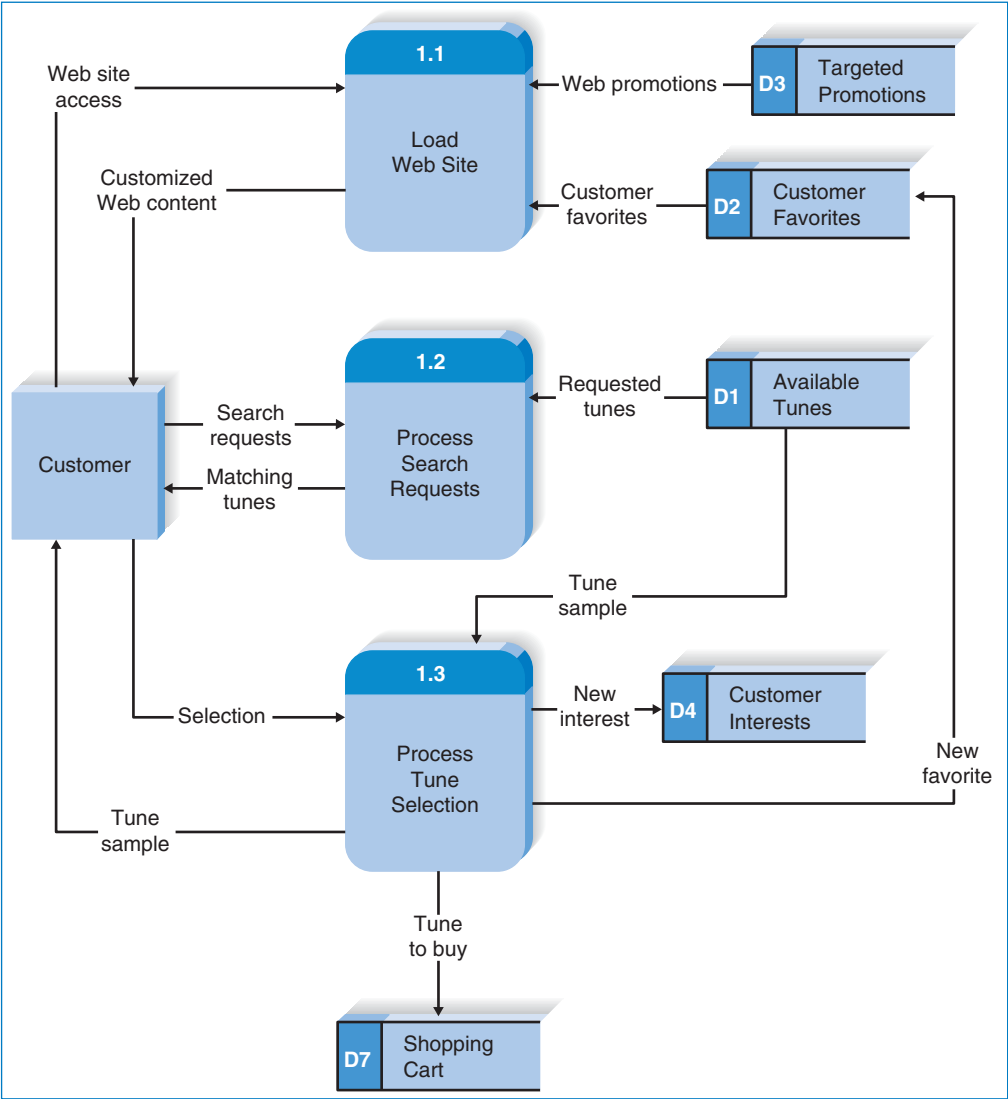 1.1
Web site
access
Web promotions
D3
Targeted
Promotions
Load
Web Site
Customized
Web content
Customer
favorites
D2
Customer
Favorites
1.2
Requested
tunes
D1
Available
Tunes
Search
requests
Process
Search
Requests
Customer
Matching
tunes
Tune
sample
1.3
New
interest
D4
Customer
Interests
Selection
Process
Tune
Selection
New
favorite
Tune
sample
Tune
to buy
D7
Shopping
Cart